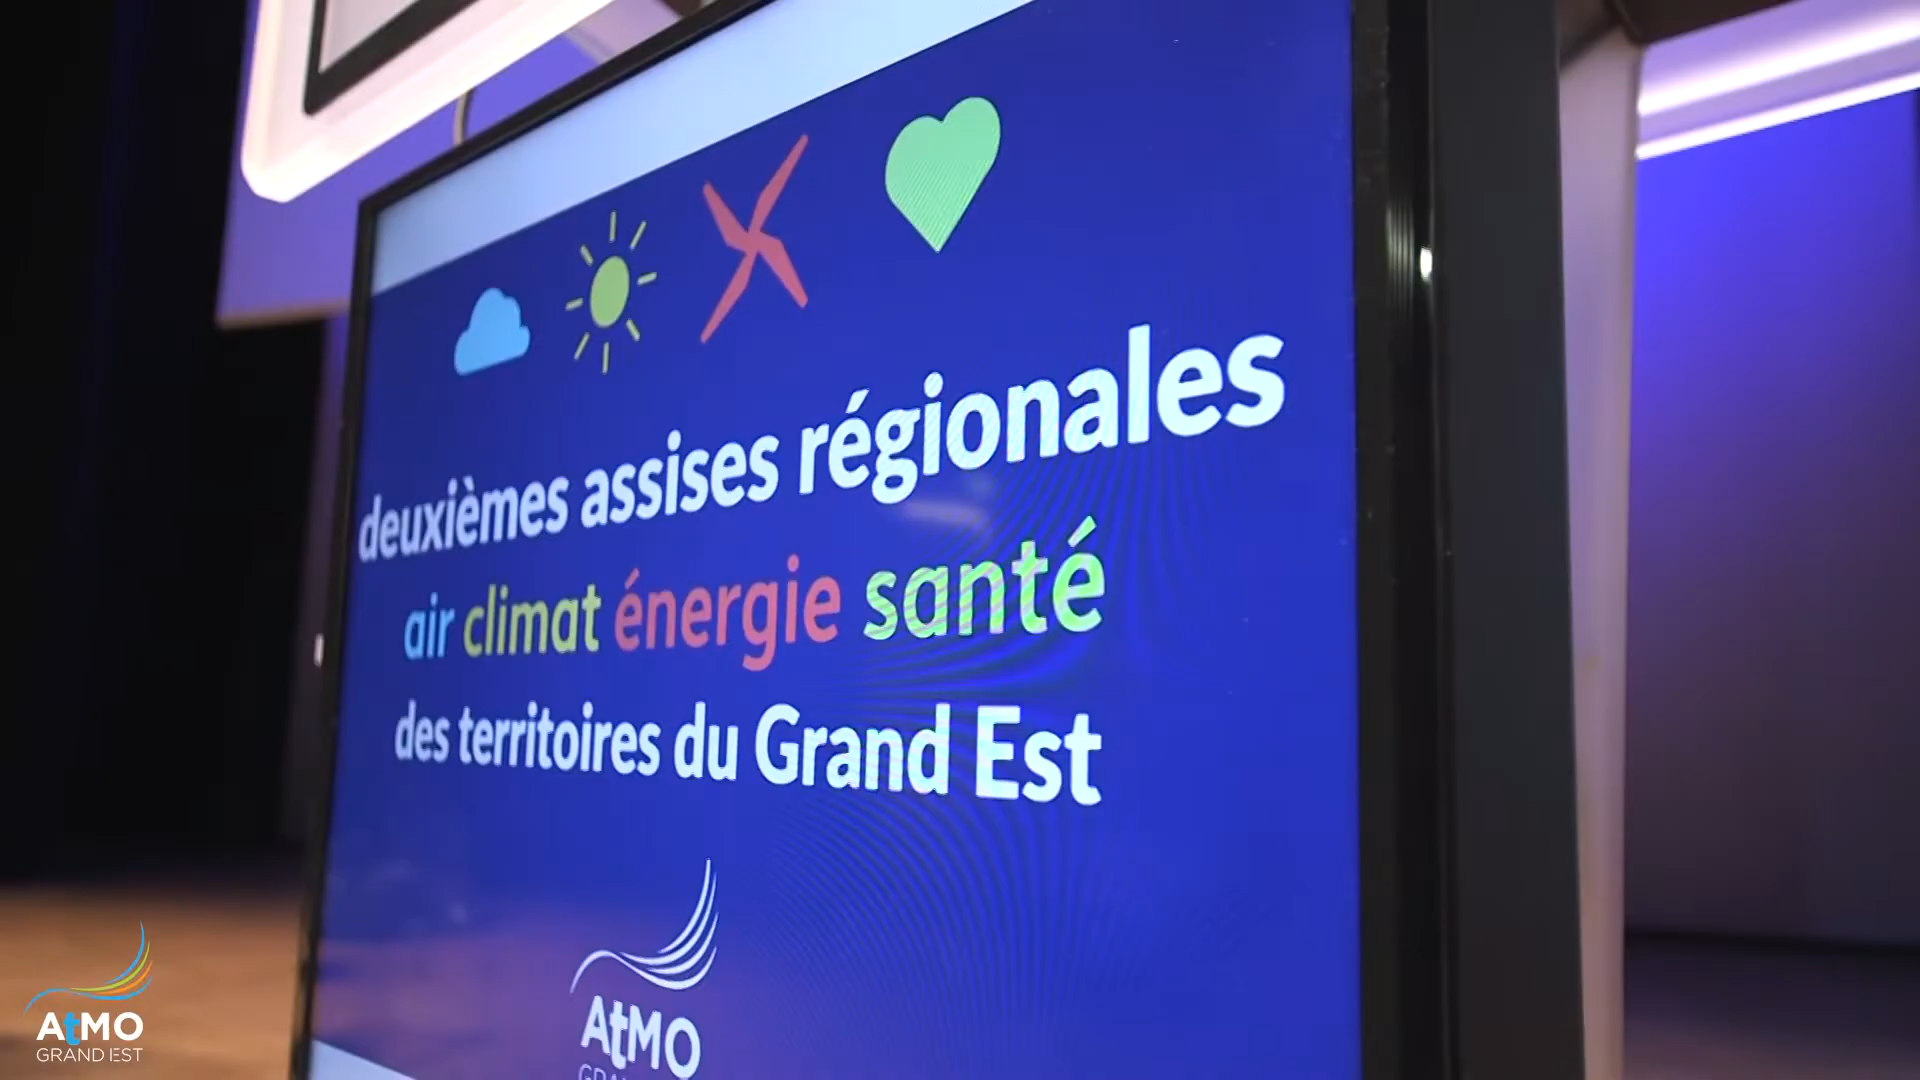 deuxièmes assises régionales
air climat énergie santé
des territoires du Grand Est
AtMO
AtMO
GRAND EST